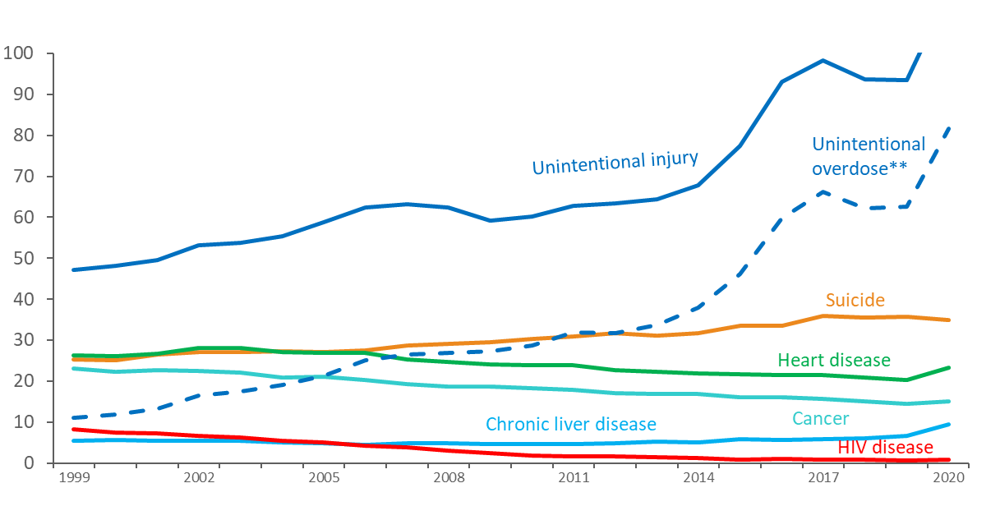 100
90
80
70
60
50
40
30
20
10
0
Unintentional injury
Unintentional
overdose**
Suicide
Heart disease
Cancer
Chronic liver disease
HIV disease
1999 2002 2005 2008 2011 2014 2017 2020